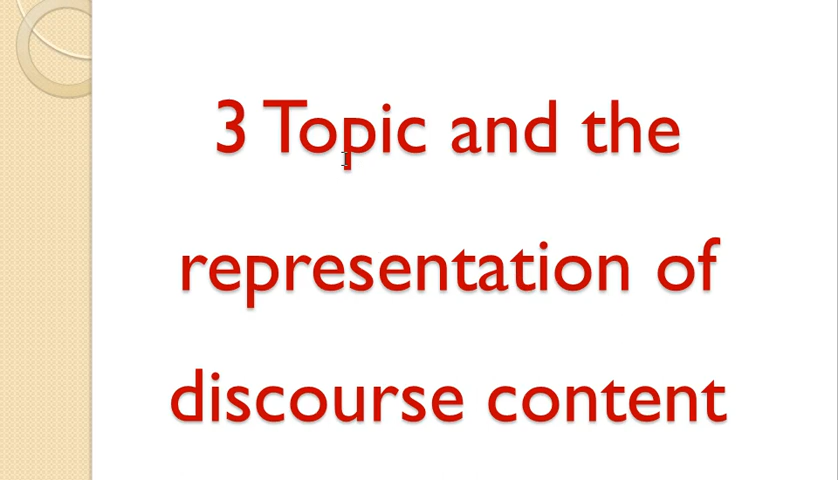 3 Topic and the
representation of
discourse content